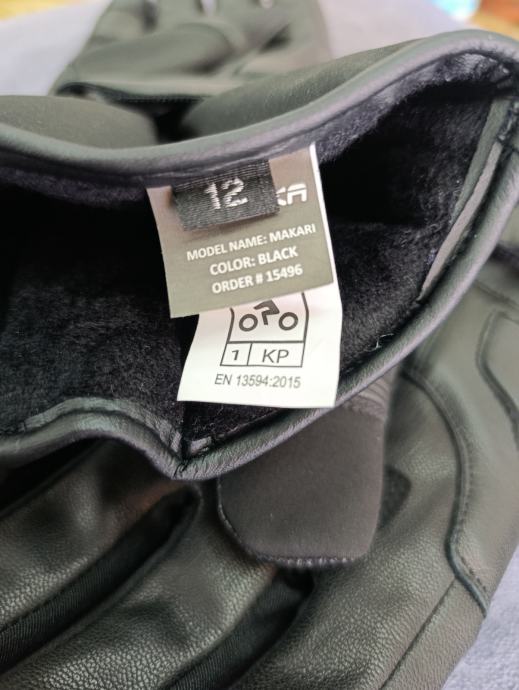 12
MODEL NAME: MAKARI
COLOR: BLACK
ORDER # 15496
1 KP
EN 13594:2015